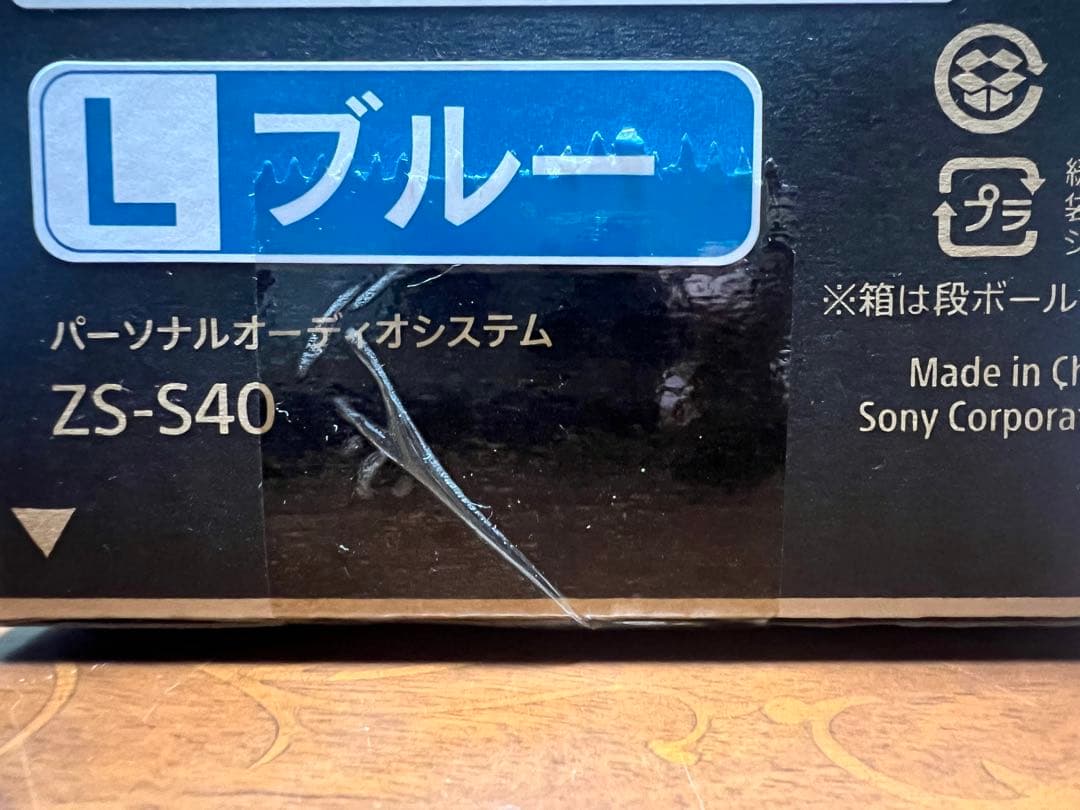 L ブルー
プラ
※箱は段ボール
パーソナルオーディオシステム
ZS-S40
Made in Ch
Sony Corpora